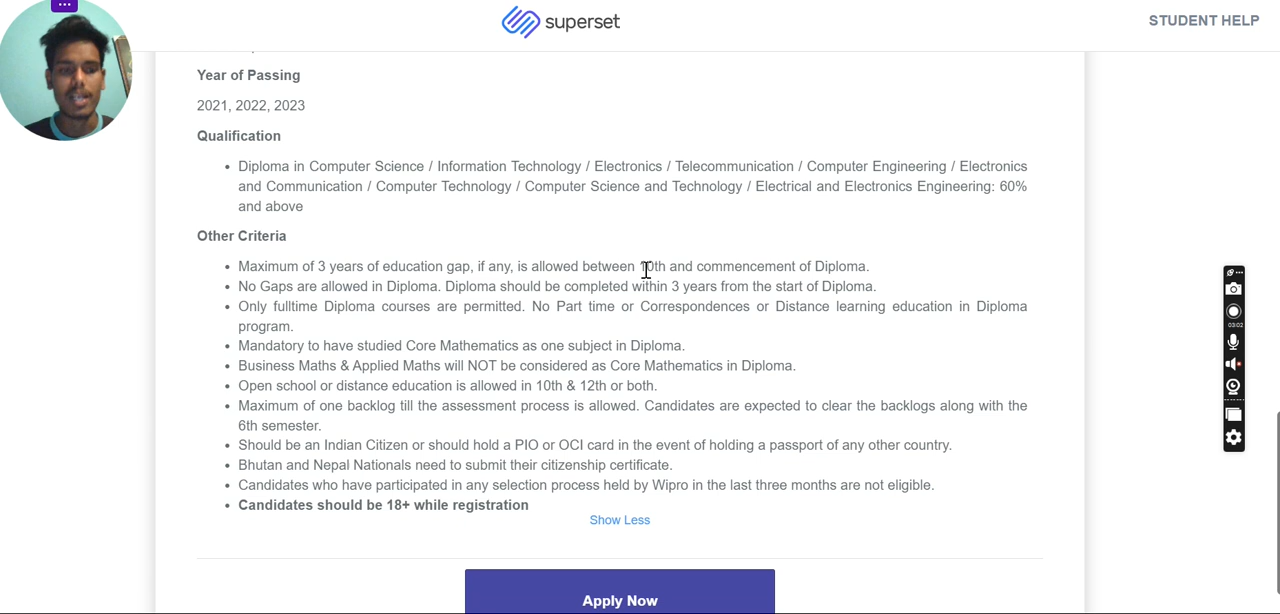 superset
STUDENT HELP
Year of Passing
2021, 2022, 2023
Qualification
• Diploma in Computer Science / Information Technology / Electronics / Telecommunication / Computer Engineering / Electronics
and Communication / Computer Technology / Computer Science and Technology / Electrical and Electronics Engineering: 60%
and above
Other Criteria
• Maximum of 3 years of education gap, if any, is allowed between 10th and commencement of Diploma.
• No Gaps are allowed in Diploma. Diploma should be completed within 3 years from the start of Diploma.
• Only fulltime Diploma courses are permitted. No Part time or Correspondences or Distance learning education in Diploma
program.
• Mandatory to have studied Core Mathematics as one subject in Diploma.
• Business Maths & Applied Maths will NOT be considered as Core Mathematics in Diploma.
• Open school or distance education is allowed in 10th & 12th or both.
• Maximum of one backlog till the assessment process is allowed. Candidates are expected to clear the backlogs along with the
6th semester.
• Should be an Indian Citizen or should hold a PIO or OCI card in the event of holding a passport of any other country.
• Bhutan and Nepal Nationals need to submit their citizenship certificate.
• Candidates who have participated in any selection process held by Wipro in the last three months are not eligible.
• Candidates should be 18+ while registration
Show Less
Apply Now
03:02